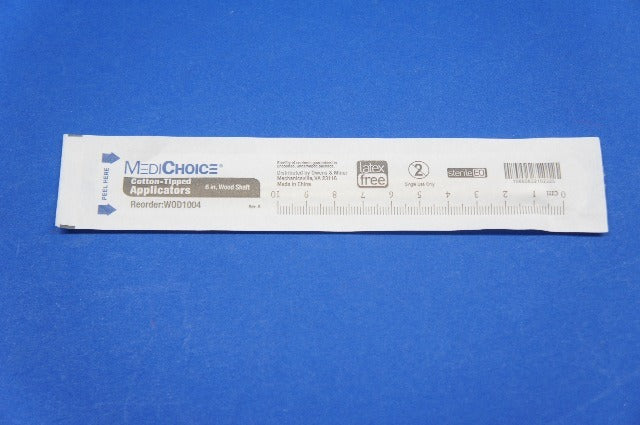 PEEL HERE
MEDICHOICE®
Cotton-Tipped
Applicators
6 in. Wood Shaft
Reorder:WOD1004
Distributed by Owens & Minor
Mechanicsville, VA 23116
Made in China
latex
free
2
Single Use Only
sterile EO
10 9 8 7 6 5 4 3 2 1 cm 0